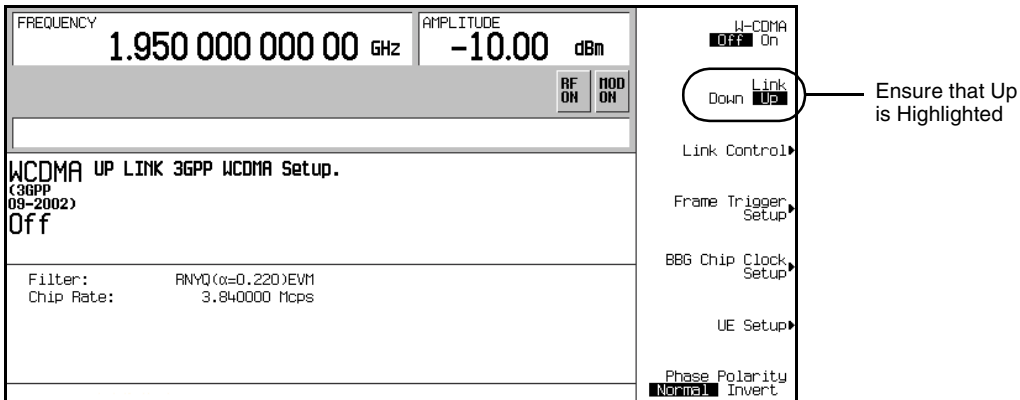 FREQUENCY
1.950 000 000 00 GHz
AMPLITUDE
-10.00 dBm
RF ON
MOD ON
WCDMA UP LINK 3GPP WCDMA Setup.
(3GPP
09-2002)
Off
Filter: RNYQ(α=0.220)EVM
Chip Rate: 3.840000 Mcps
W-CDMA
Off On
Link
Down Up
Link Control
Frame Trigger
Setup
BBG Chip Clock
Setup
UE Setup
Phase Polarity
Normal Invert
Ensure that Up
is Highlighted